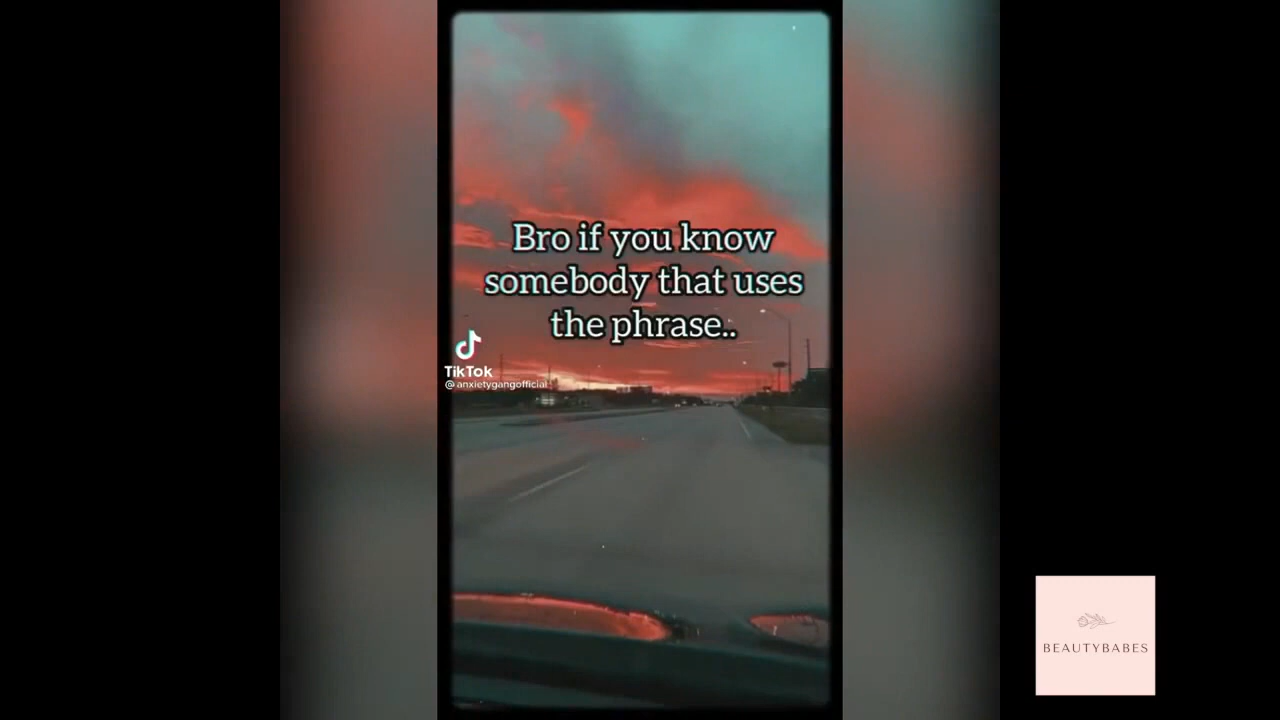 Bro if you know
somebody that uses
the phrase..
TikTok
@anxietygangofficial
BEAUTYBABES